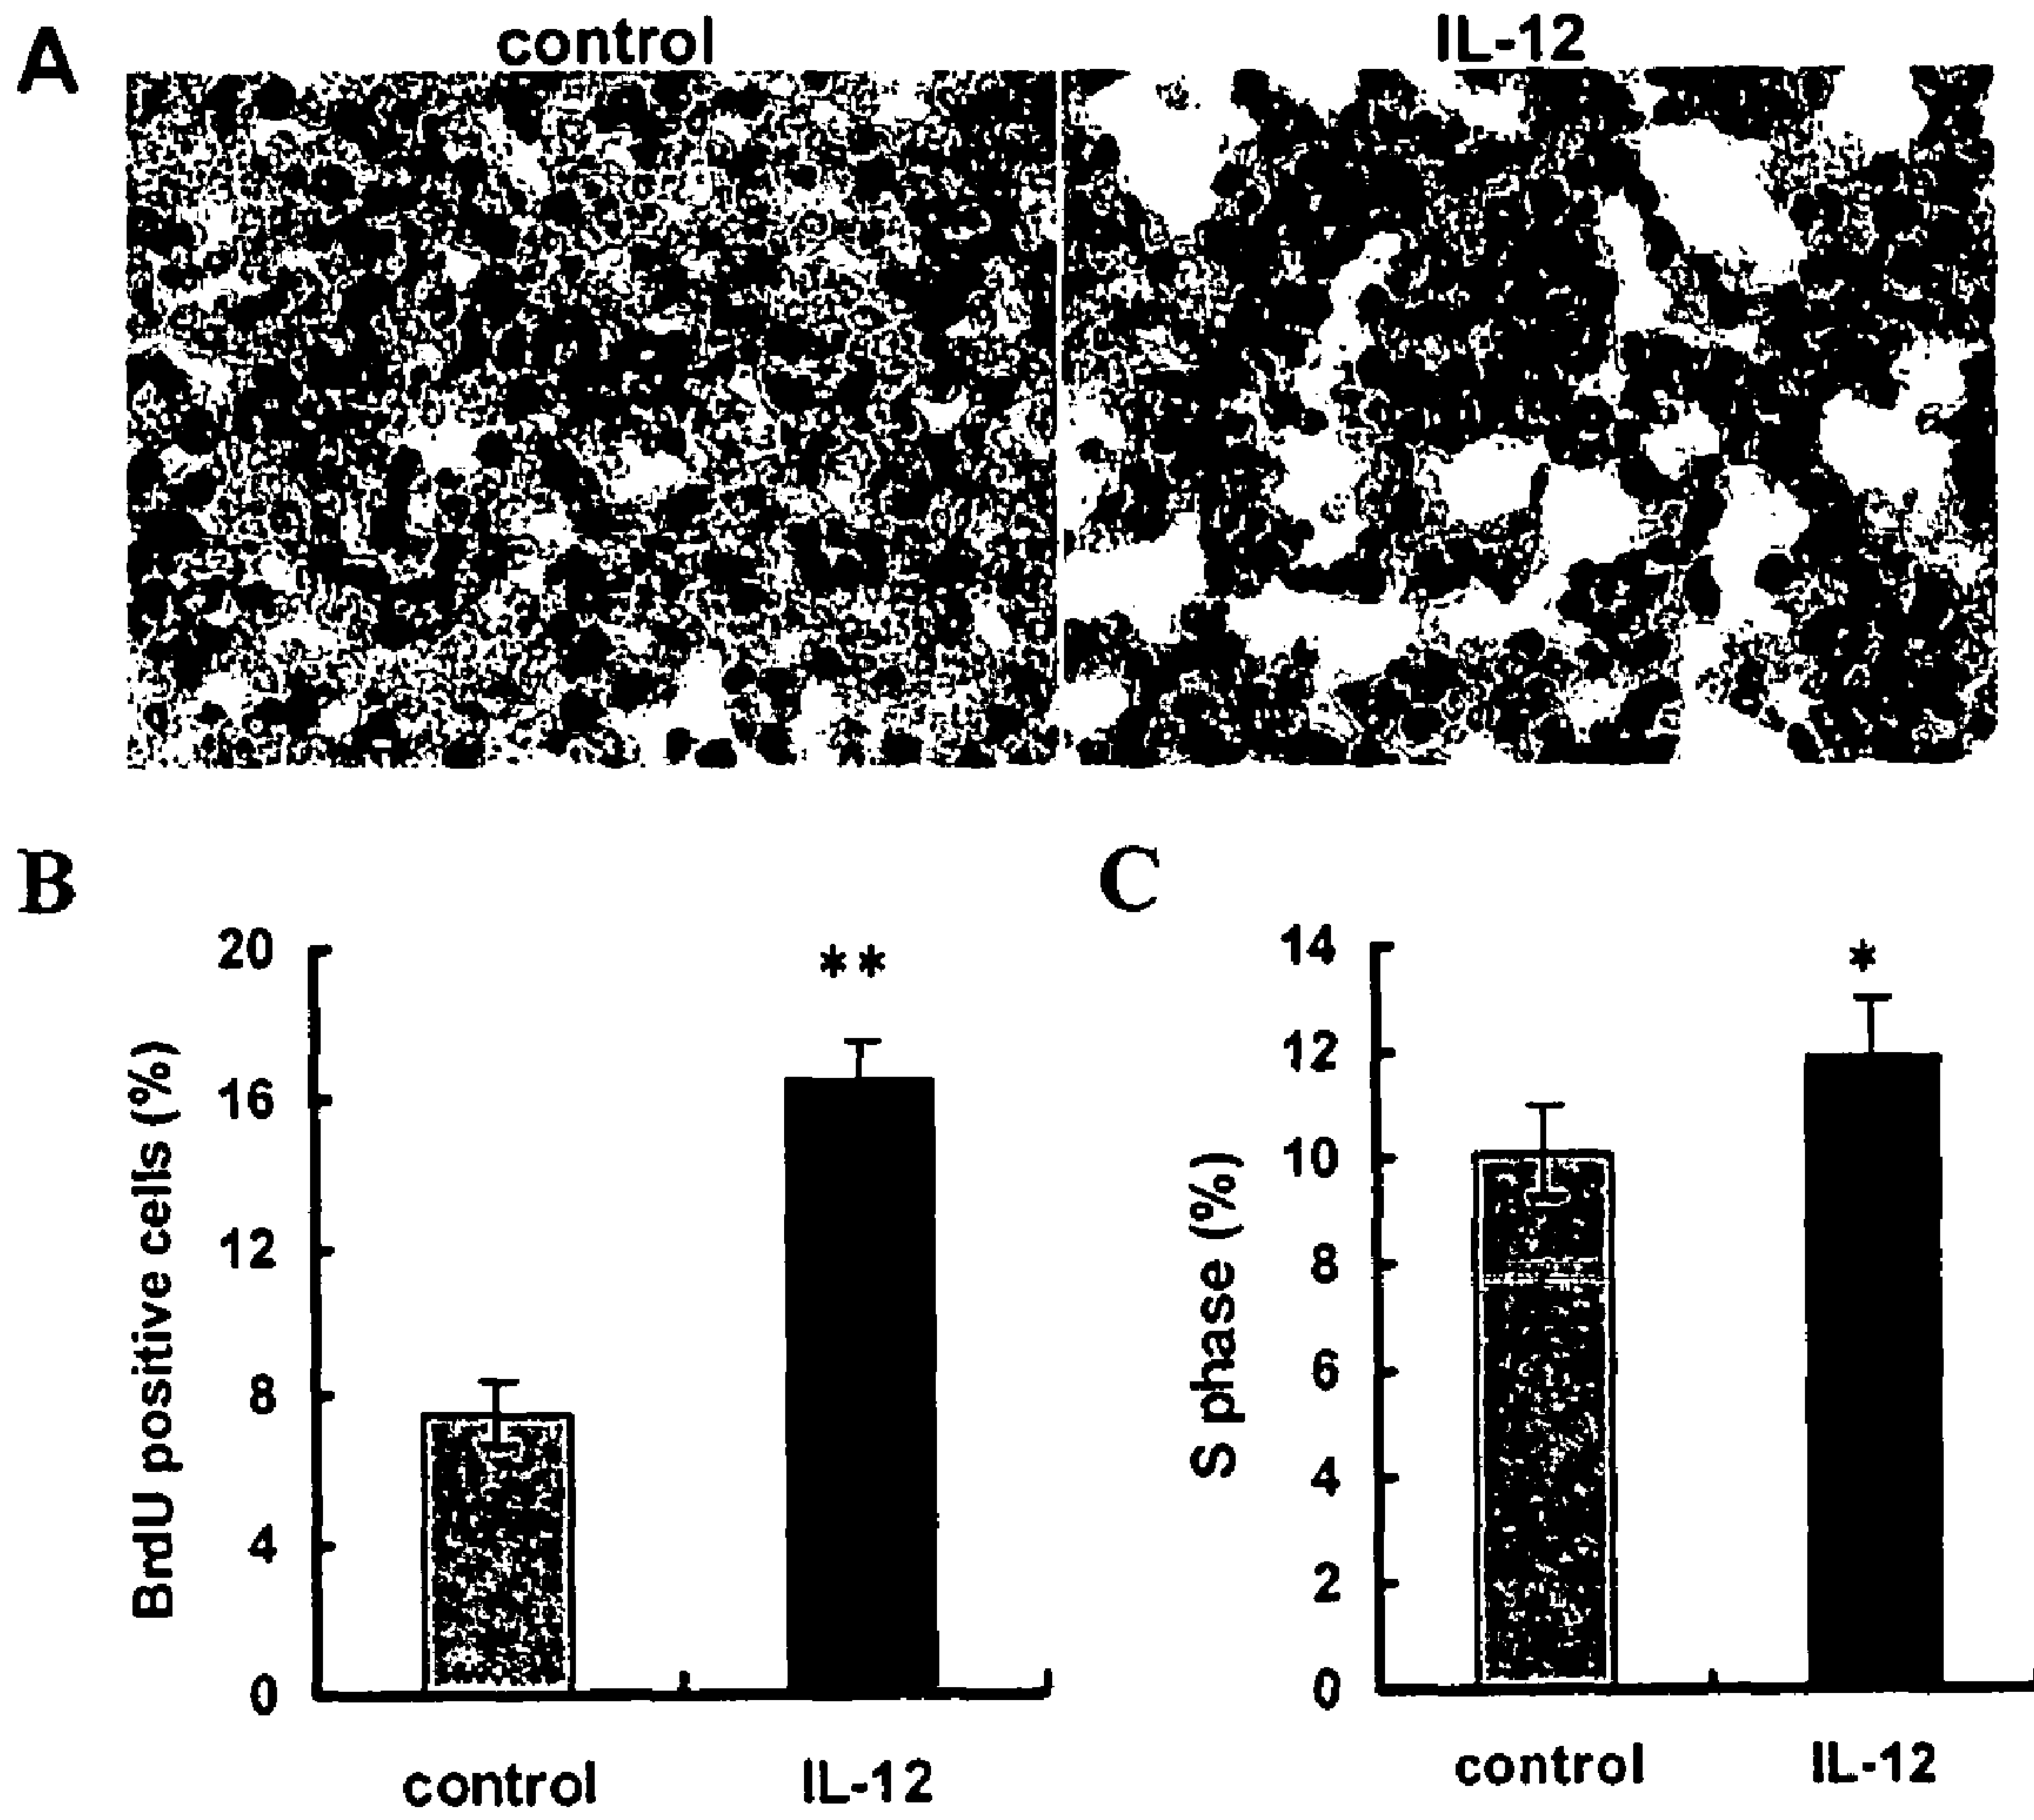 A
control
IL-12
B
BrdU positive cells (%)
20
**
16
12
8
4
0
control
IL-12
C
S phase (%)
14
*
12
10
8
6
4
2
0
control
IL-12